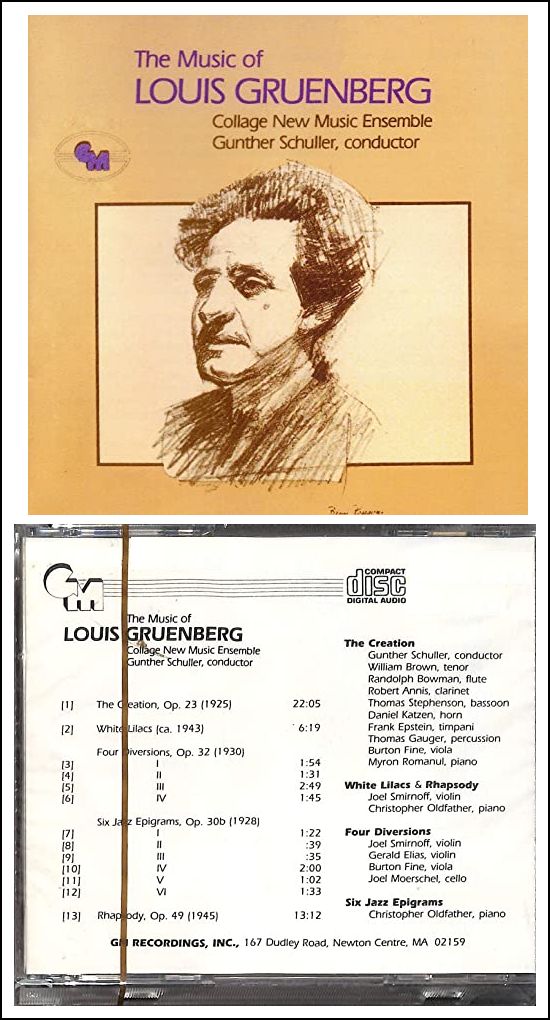 The Music of
LOUIS GRUENBERG
Collage New Music Ensemble
Gunther Schuller, conductor
GM
GM
COMPACT
disc
DIGITAL AUDIO
The Music of
LOUIS GRUENBERG
Collage New Music Ensemble
Gunther Schuller, conductor
[1] The Creation, Op. 23 (1925) 22:05
[2] White Lilacs (ca. 1943) 6:19
Four Diversions, Op. 32 (1930)
[3] I 1:54
[4] II 1:31
[5] III 2:49
[6] IV 1:45
Six Jazz Epigrams, Op. 30b (1928)
[7] I 1:22
[8] II :39
[9] III :35
[10] IV 2:00
[11] V 1:02
[12] VI 1:33
[13] Rhapsody, Op. 49 (1945) 13:12
The Creation
Gunther Schuller, conductor
William Brown, tenor
Randolph Bowman, flute
Robert Annis, clarinet
Thomas Stephenson, bassoon
Daniel Katzen, horn
Frank Epstein, timpani
Thomas Gauger, percussion
Burton Fine, viola
Myron Romanul, piano
White Lilacs & Rhapsody
Joel Smirnoff, violin
Christopher Oldfather, piano
Four Diversions
Joel Smirnoff, violin
Gerald Elias, violin
Burton Fine, viola
Joel Moerschel, cello
Six Jazz Epigrams
Christopher Oldfather, piano
GM RECORDINGS, INC., 167 Dudley Road, Newton Centre, MA 02159